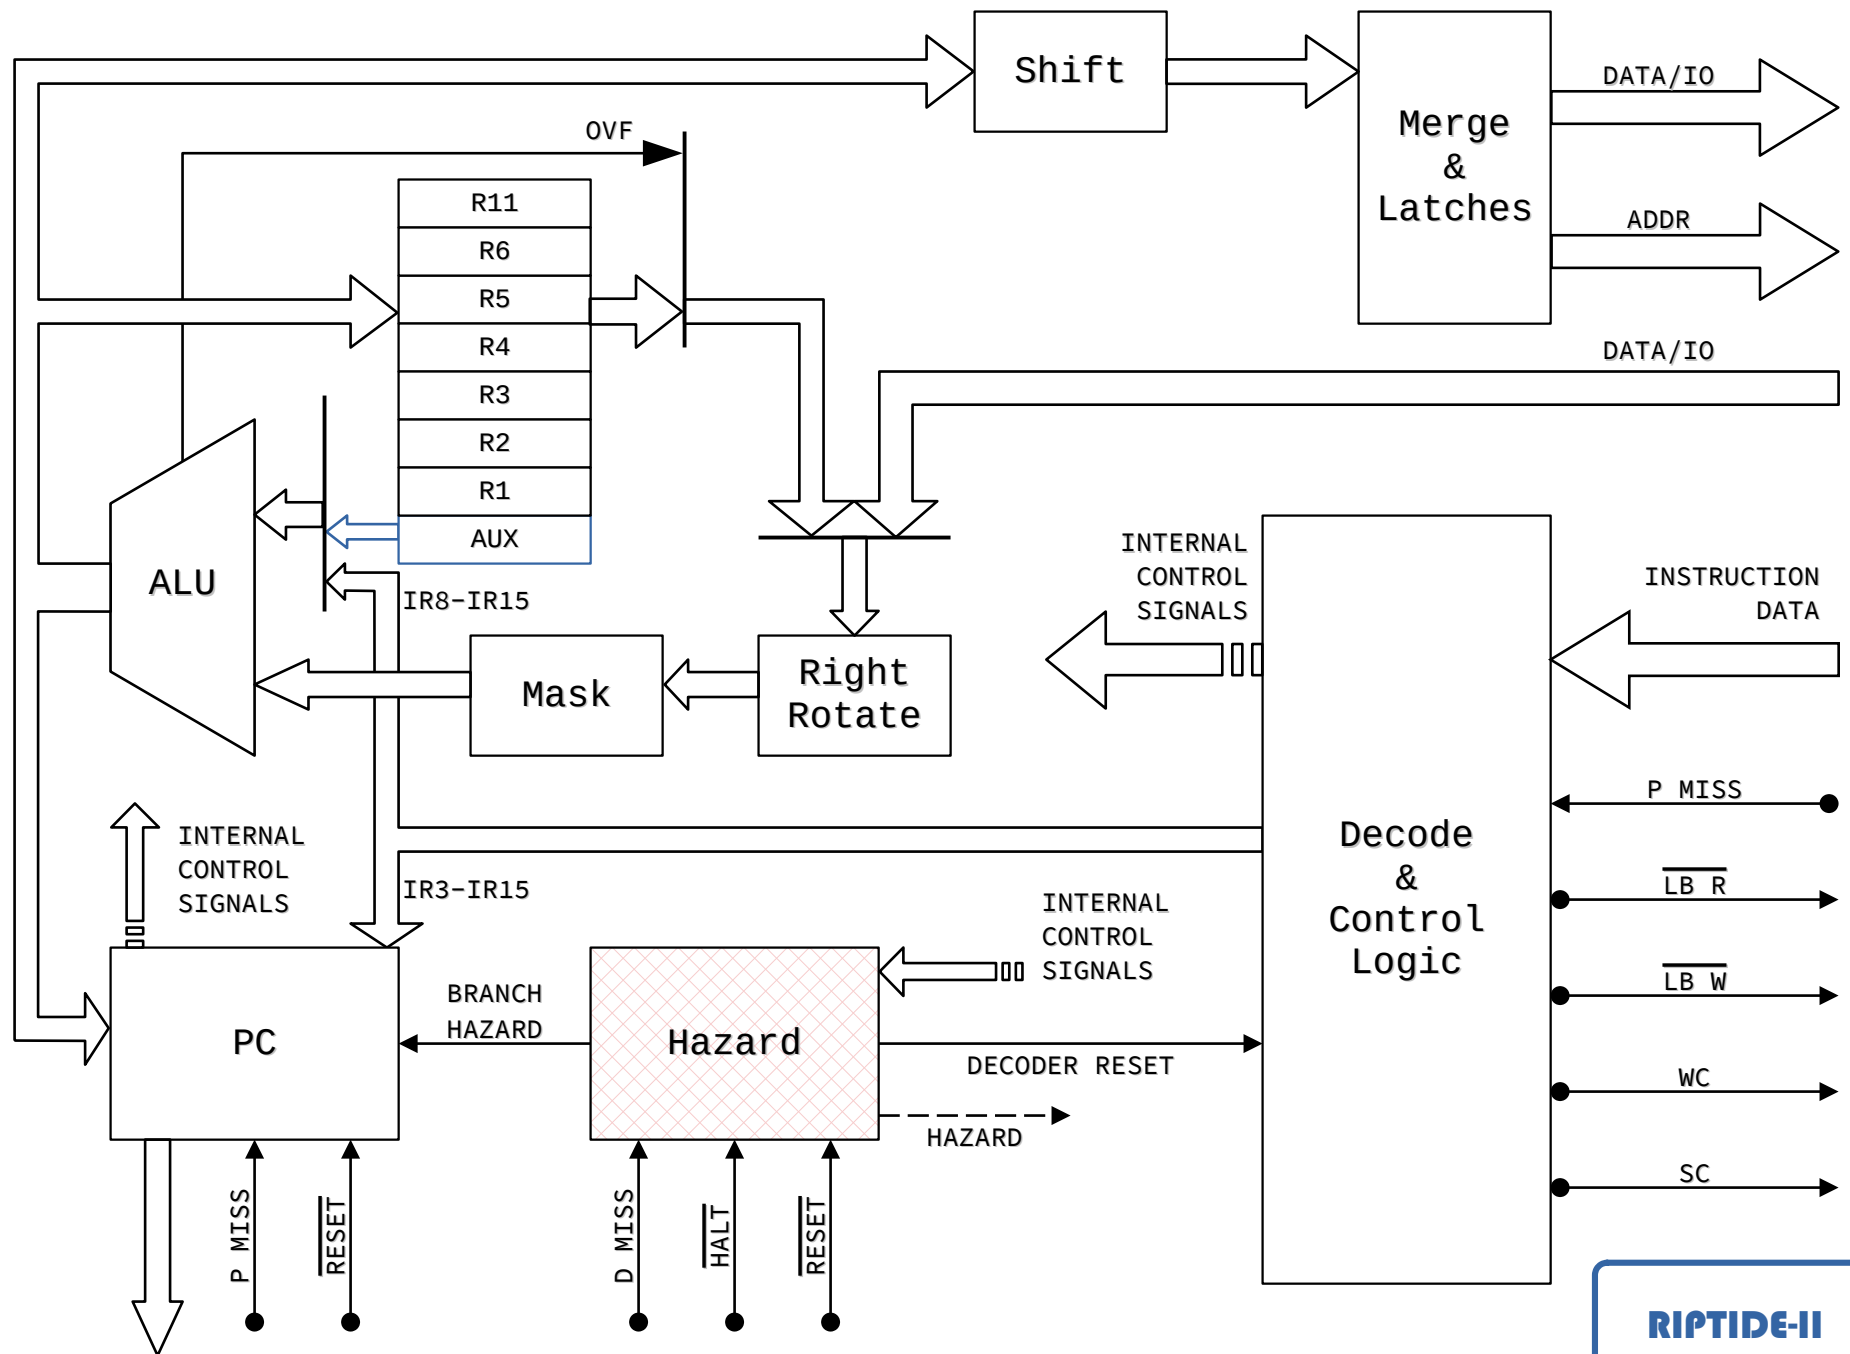 Shift
Merge
&
Latches
DATA/IO
ADDR
OVF
R11
R6
R5
R4
R3
R2
R1
AUX
DATA/IO
ALU
IR8-IR15
Mask
Right
Rotate
INTERNAL
CONTROL
SIGNALS
INSTRUCTION
DATA
P MISS
LB R
LB W
WC
SC
Decode
&
Control
Logic
INTERNAL
CONTROL
SIGNALS
IR3-IR15
INTERNAL
CONTROL
SIGNALS
PC
BRANCH
HAZARD
Hazard
DECODER RESET
HAZARD
P MISS
RESET
D MISS
HALT
RESET
RIPTIDE-II